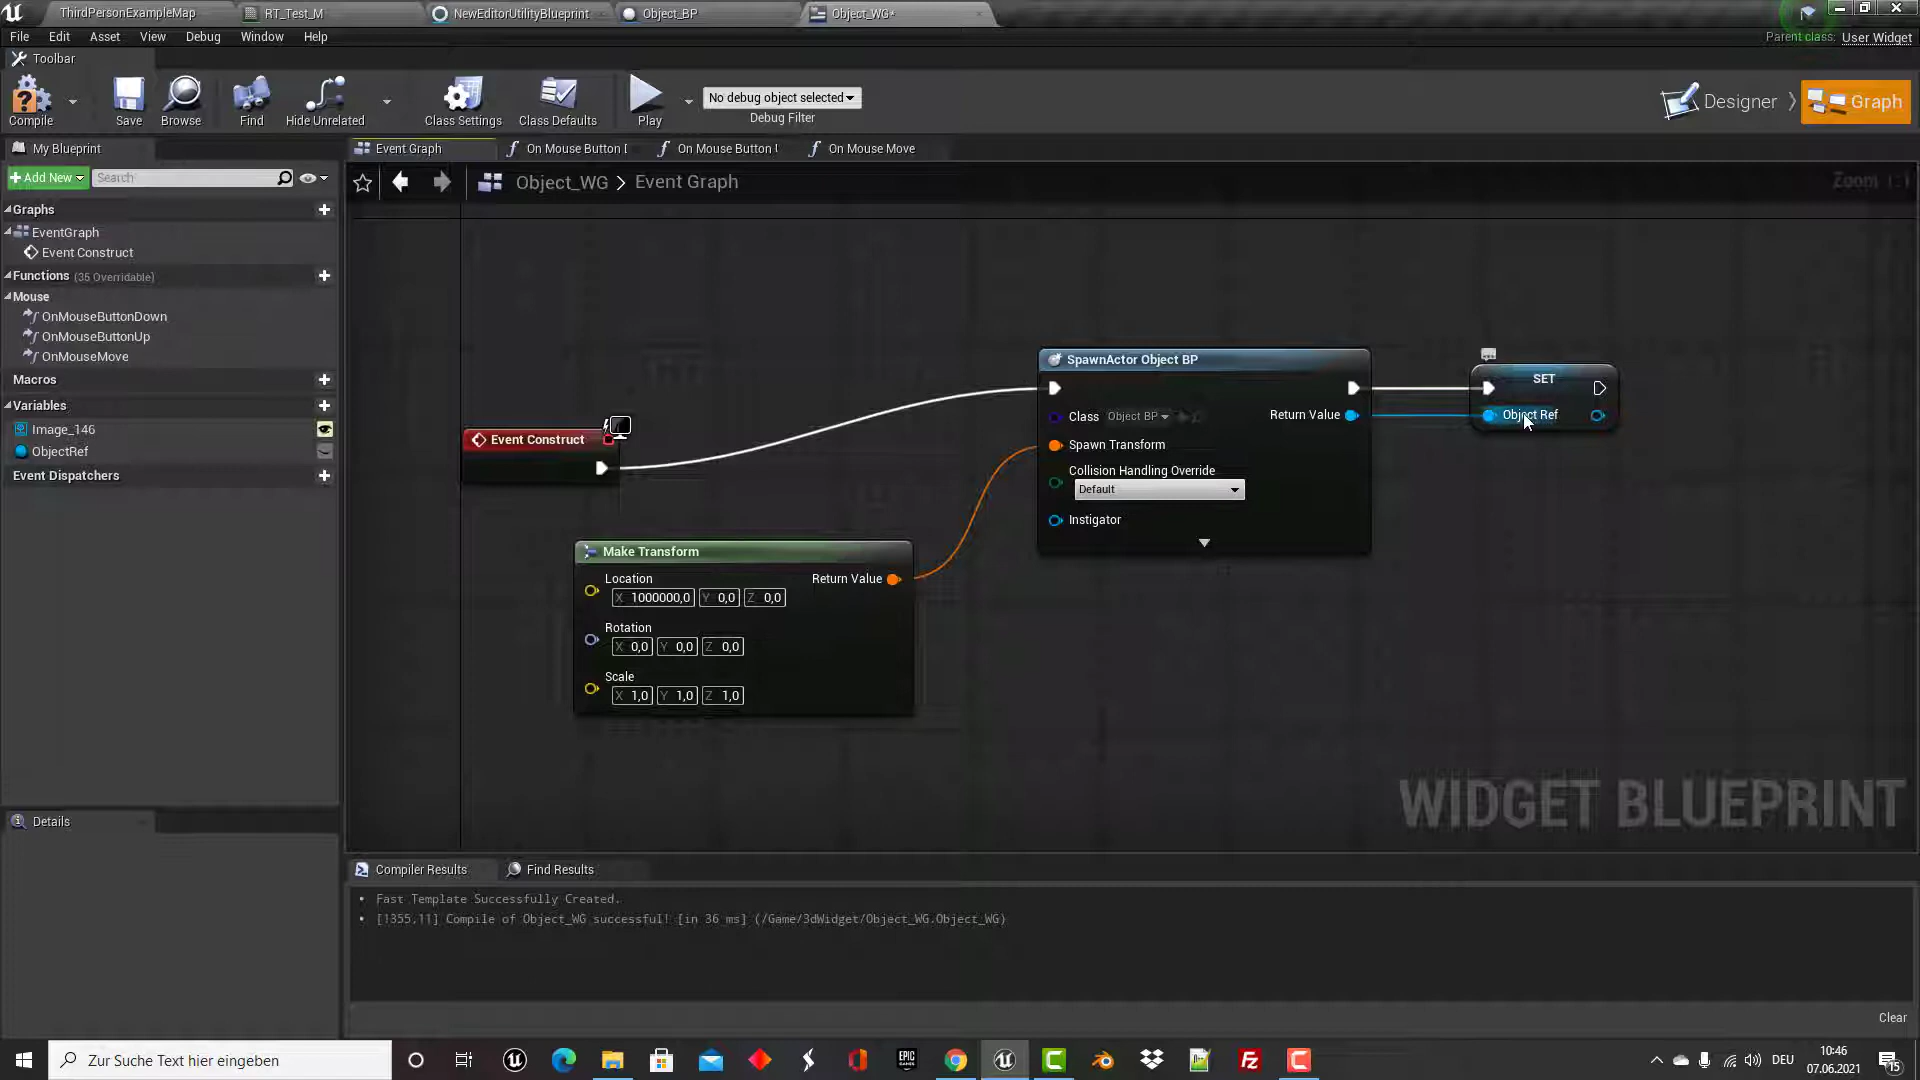 ThirdPersonExampleMap
RT_Test_M
NewEditorUtilityBlueprint
Object_BP
Object_WG*
File Edit Asset View Debug Window Help
Parent class: User Widget
Toolbar
Compile
Save
Browse
Find
Hide Unrelated
Class Settings
Class Defaults
Play
No debug object selected
Debug Filter
Designer
Graph
My Blueprint
Event Graph
On Mouse Button
On Mouse Button
On Mouse Move
Add New
Search
Object_WG > Event Graph
Zoom 1:1
Graphs
EventGraph
Event Construct
Functions (35 Overridable)
Mouse
OnMouseButtonDown
OnMouseButtonUp
OnMouseMove
Macros
Variables
Image_146
ObjectRef
Event Dispatchers
Event Construct
SpawnActor Object BP
Class Object BP
Return Value
Spawn Transform
Collision Handling Override
Default
Instigator
SET
Object Ref
Make Transform
Location
Return Value
X 1000000,0 Y 0,0 Z 0,0
Rotation
X 0,0 Y 0,0 Z 0,0
Scale
X 1,0 Y 1,0 Z 1,0
WIDGET BLUEPRINT
Details
Compiler Results
Find Results
Fast Template Successfully Created.
[1355,11] Compile of Object_WG successful! [in 36 ms] (/Game/3dWidget/Object_WG.Object_WG)
Clear
Zur Suche Text hier eingeben
EPIC
DEU
10:46
07.06.2021
15